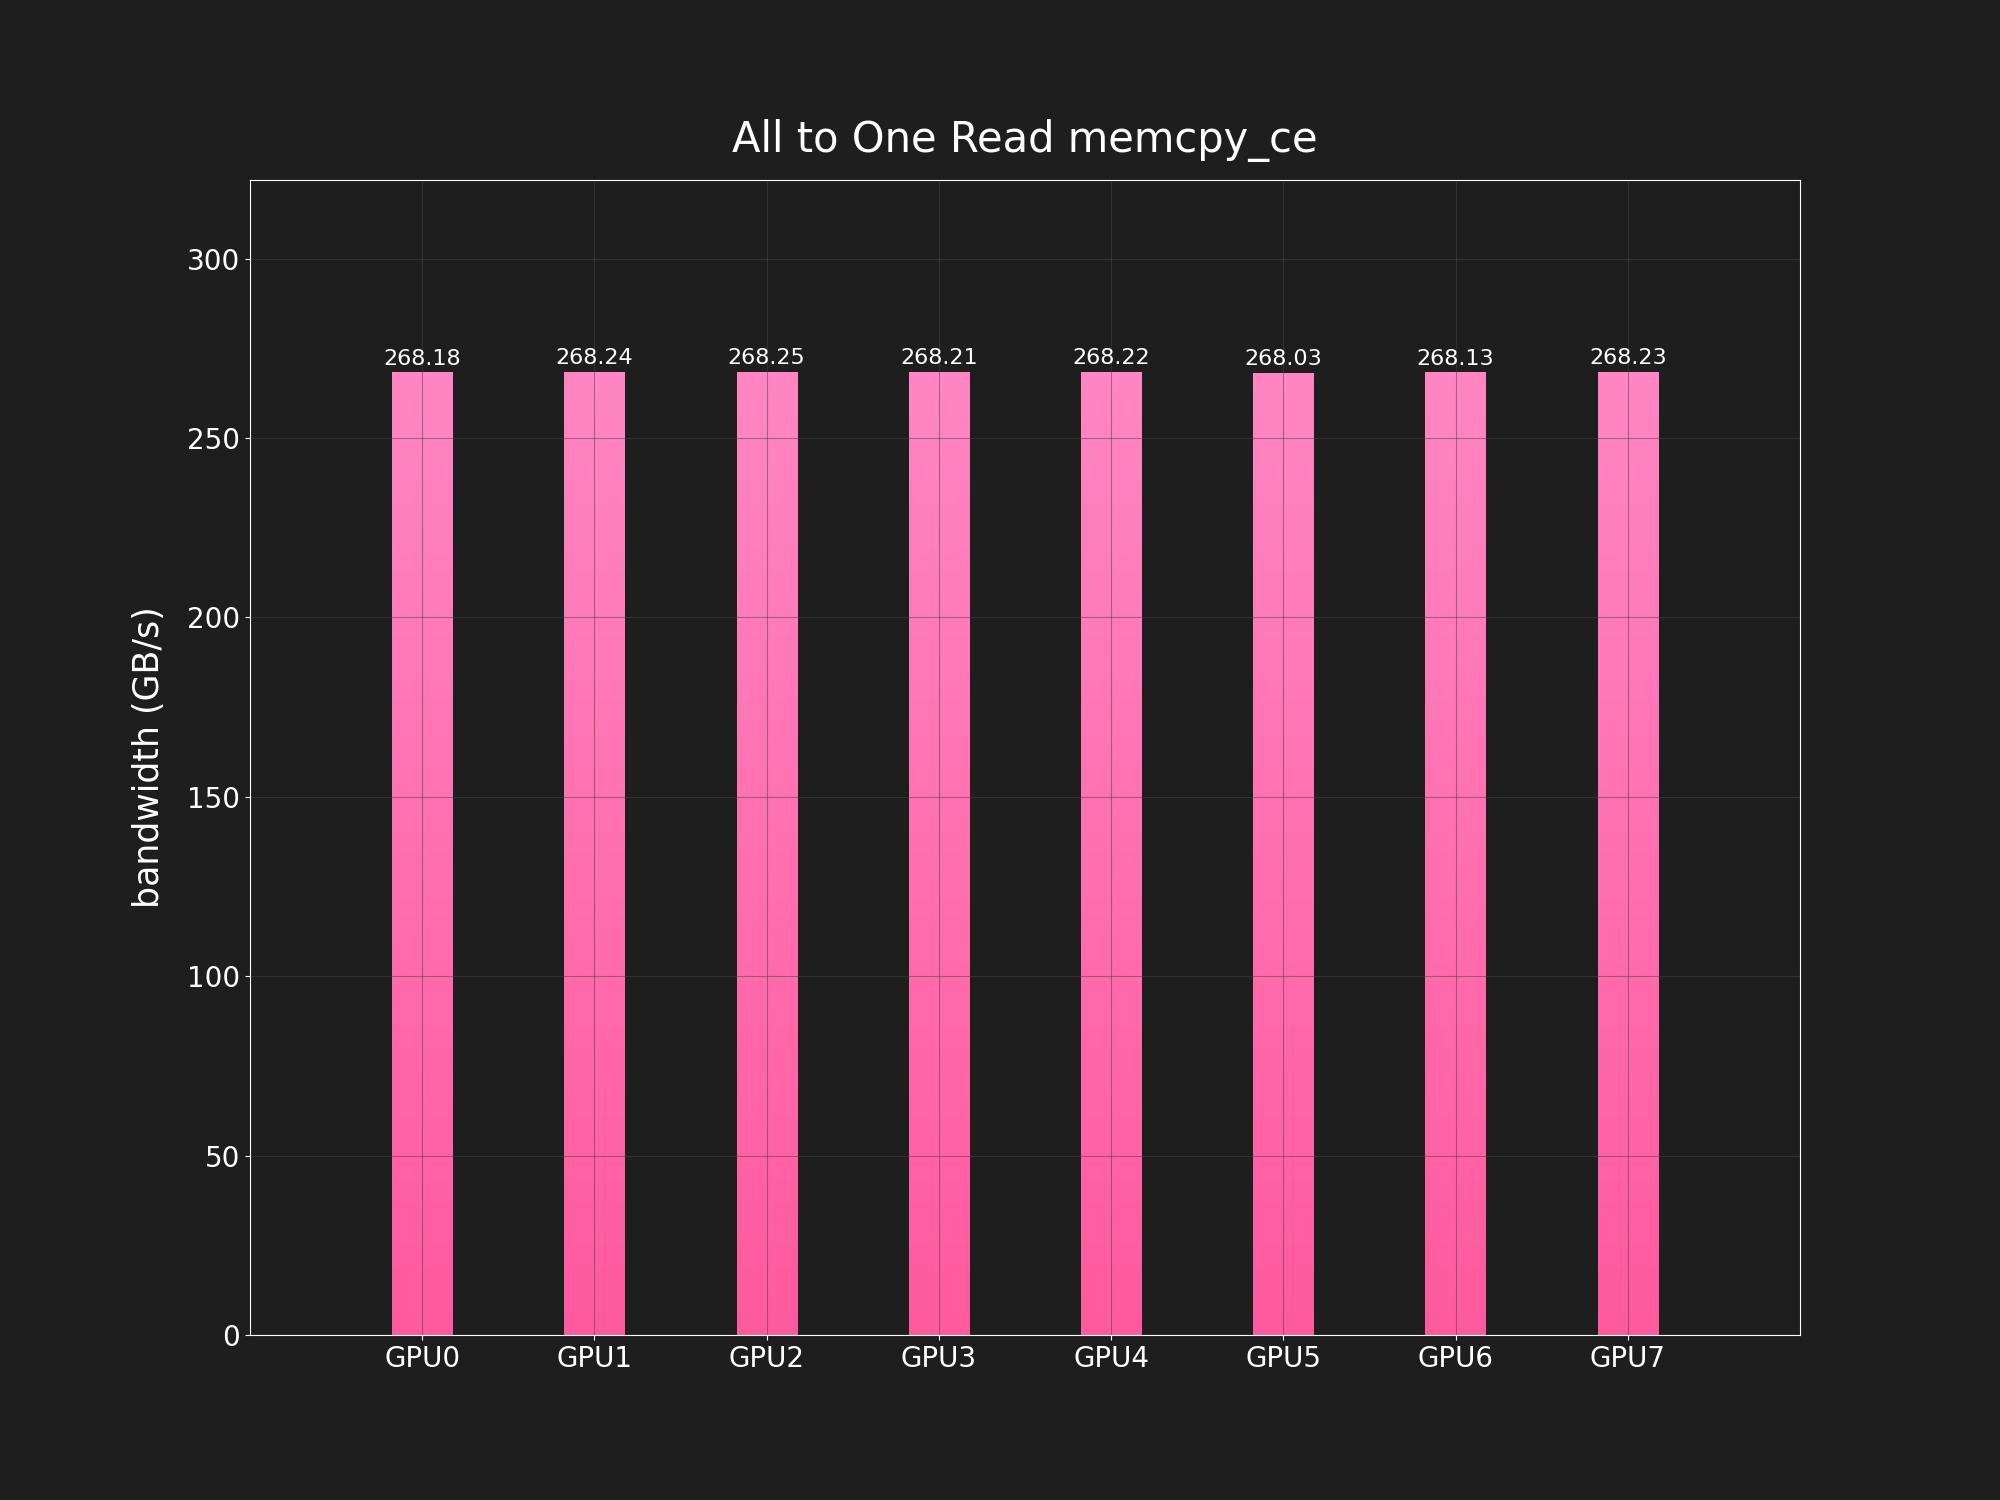 All to One Read memcpy_ce
bandwidth (GB/s)
300
250
200
150
100
50
0
268.18 268.24 268.25 268.21 268.22 268.03 268.13 268.23
GPU0 GPU1 GPU2 GPU3 GPU4 GPU5 GPU6 GPU7